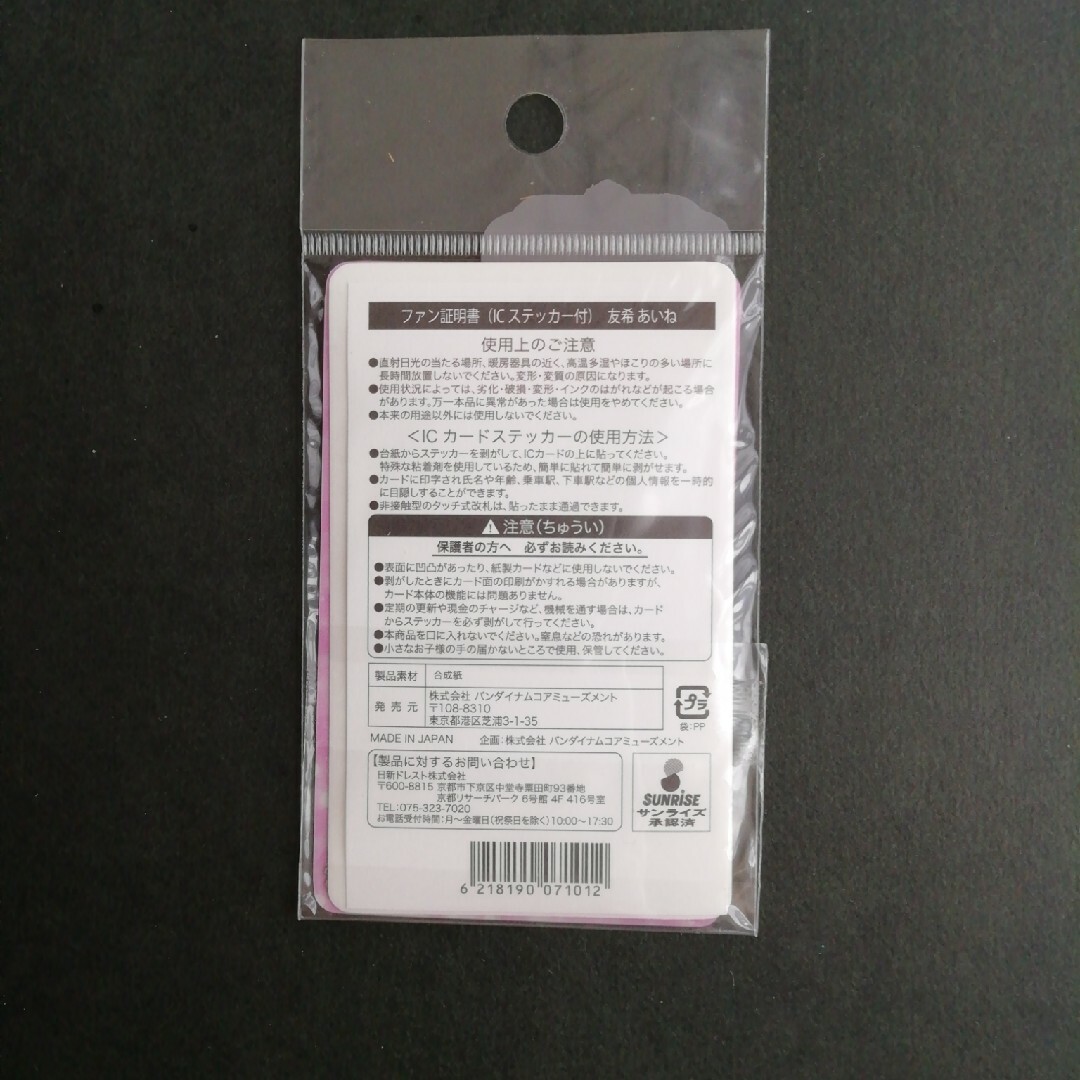 ファン証明書（ICステッカー付）　友希 あいね
使用上のご注意
●直射日光の当たる場所、暖房器具の近く、高温多湿やほこりの多い場所に
長時間放置しないでください。変形・変質の原因になります。
●使用状況によっては、劣化・破損・変形・インクのはがれなどが起こる場合
があります。万一本品に異常があった場合は使用をやめてください。
●本来の用途以外には使用しないでください。
＜ICカードステッカーの使用方法＞
●台紙からステッカーを剥がして、ICカードの上に貼ってください。
特殊な粘着剤を使用しているため、簡単に貼れて簡単に剥がせます。
●カードに印字され氏名や年齢、乗車駅、下車駅などの個人情報を一時的
に目隠しすることができます。
●非接触型のタッチ式改札は、貼ったまま通過できます。
⚠注意（ちゅうい）
保護者の方へ　必ずお読みください。
●表面に凹凸があったり、紙製カードなどに使用しないでください。
●剥がしたときにカード面の印刷がかすれる場合がありますが、
カード本体の機能には問題ありません。
●定期の更新や現金のチャージなど、機械を通す場合は、カード
からステッカーを必ず剥がして行ってください。
●本商品を口に入れないでください。窒息などの恐れがあります。
●小さなお子様の手の届かないところで使用、保管してください。
製品素材　合成紙
発売元　株式会社 バンダイナムコアミューズメント
〒108-8310
東京都港区芝浦3-1-35
プラ
袋：PP
MADE IN JAPAN　企画：株式会社 バンダイナムコアミューズメント
【製品に対するお問い合わせ】
日新ドレスト株式会社
〒600-8815 京都市下京区中堂寺粟田町93番地
京都リサーチパーク 6号館 4F 416号室
TEL:075-323-7020
お電話受付時間：月〜金曜日（祝祭日を除く）10:00〜17:30
SUNRISE
サンライズ
承認済
6 218190 071012